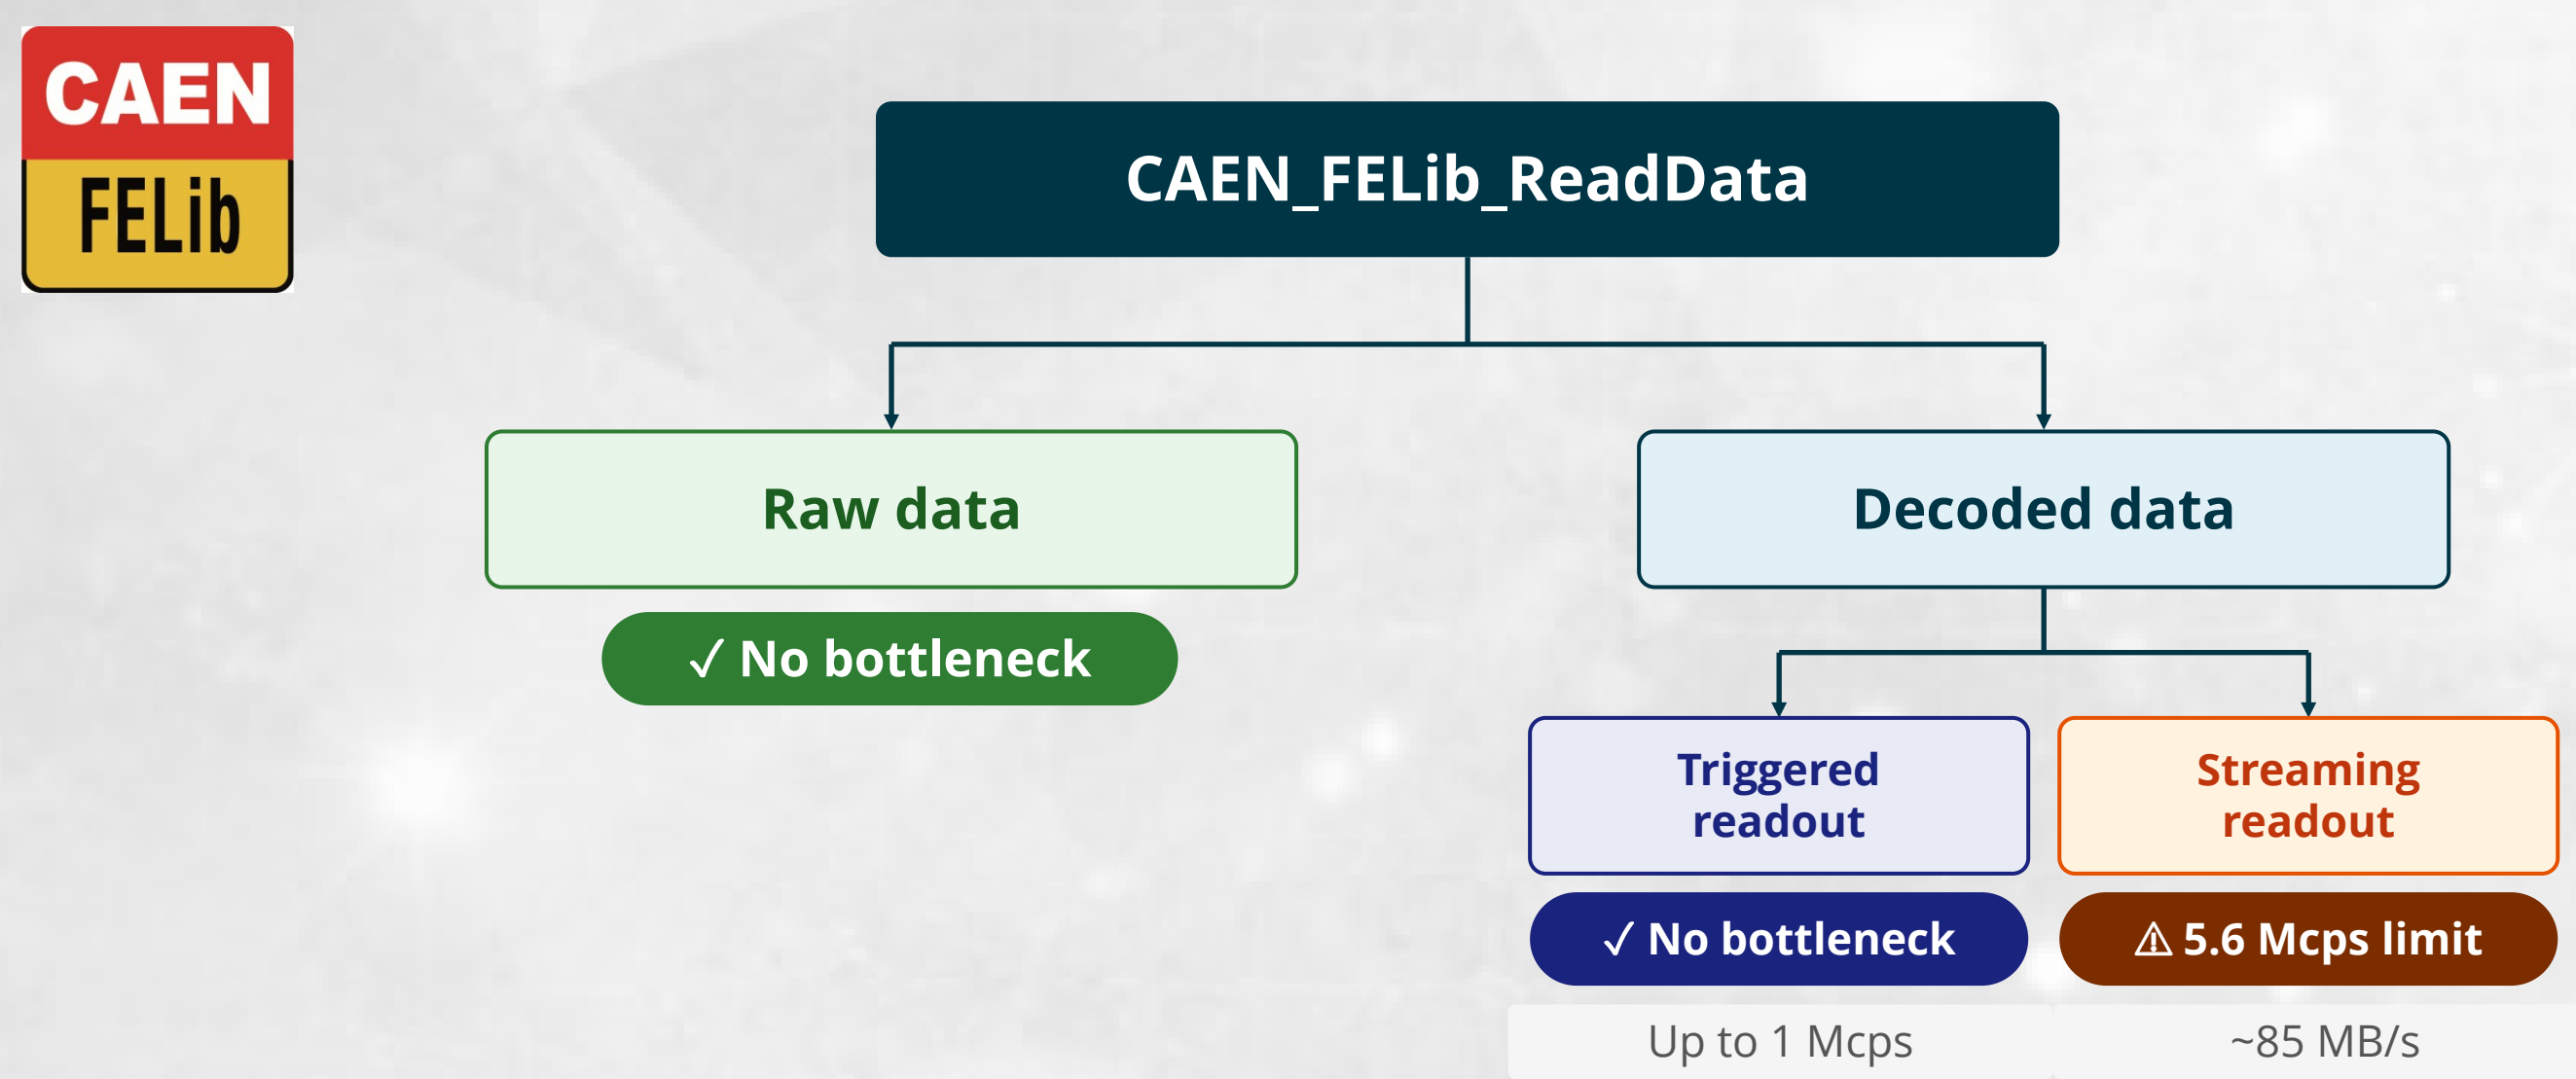 CAEN
FELib
CAEN_FELib_ReadData
Raw data
Decoded data
✓ No bottleneck
Triggered
readout
Streaming
readout
✓ No bottleneck
⚠ 5.6 Mcps limit
Up to 1 Mcps
~85 MB/s